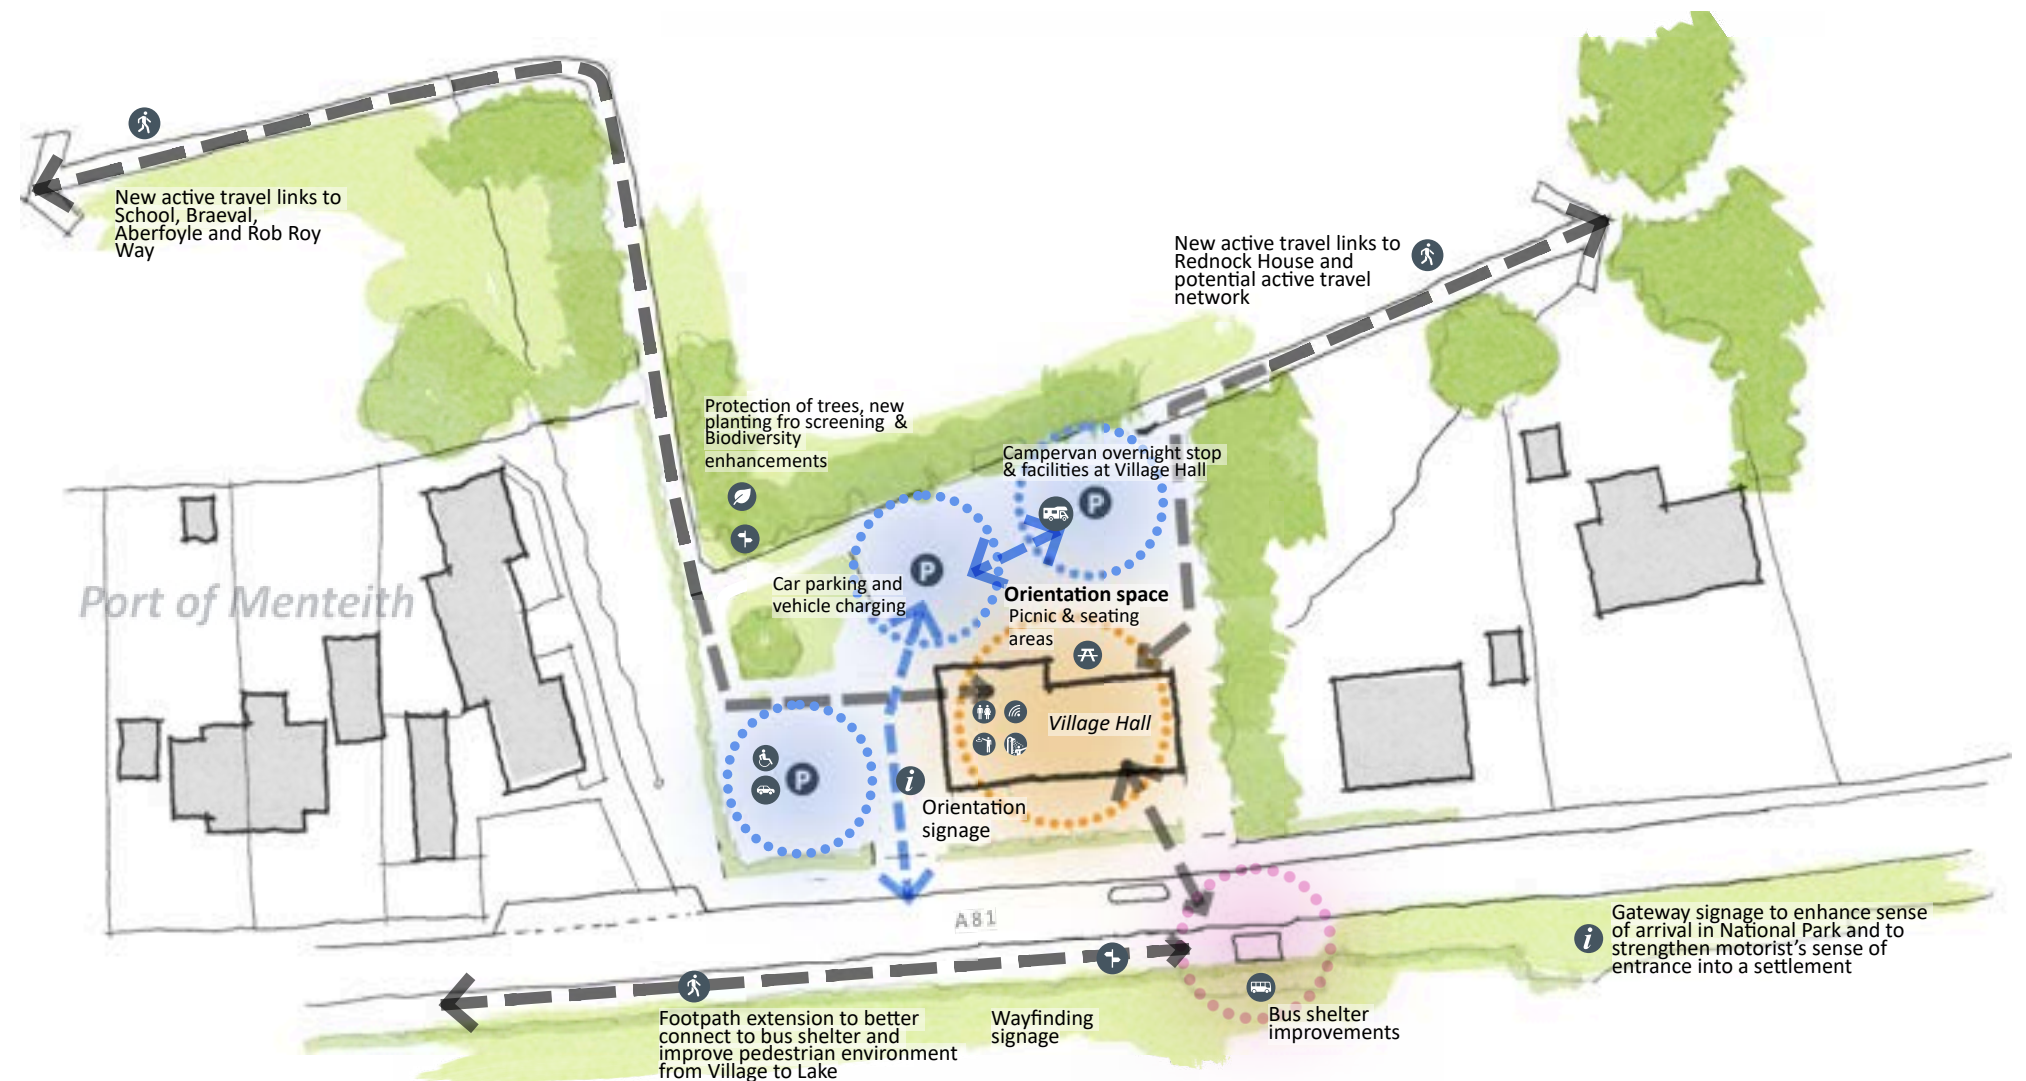 New active travel links to
School, Braeval,
Aberfoyle and Rob Roy
Way
New active travel links to
Rednock House and
potential active travel
network
Protection of trees, new
planting fro screening &
Biodiversity
enhancements
Campervan overnight stop
& facilities at Village Hall
P
P
Car parking and
vehicle charging
Orientation space
Picnic & seating
areas
Port of Menteith
Village Hall
P
i
Orientation
signage
A81
i
Gateway signage to enhance sense
of arrival in National Park and to
strengthen motorist's sense of
entrance into a settlement
Footpath extension to better
connect to bus shelter and
improve pedestrian environment
from Village to Lake
Wayfinding
signage
Bus shelter
improvements